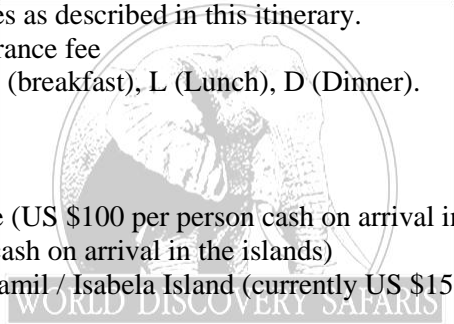 es as described in this itinerary.
rance fee
(breakfast), L (Lunch), D (Dinner).
e (US $100 per person cash on arrival in
cash on arrival in the islands)
amil / Isabela Island (currently US $15
WORLD DISCOVERY SAFARIS